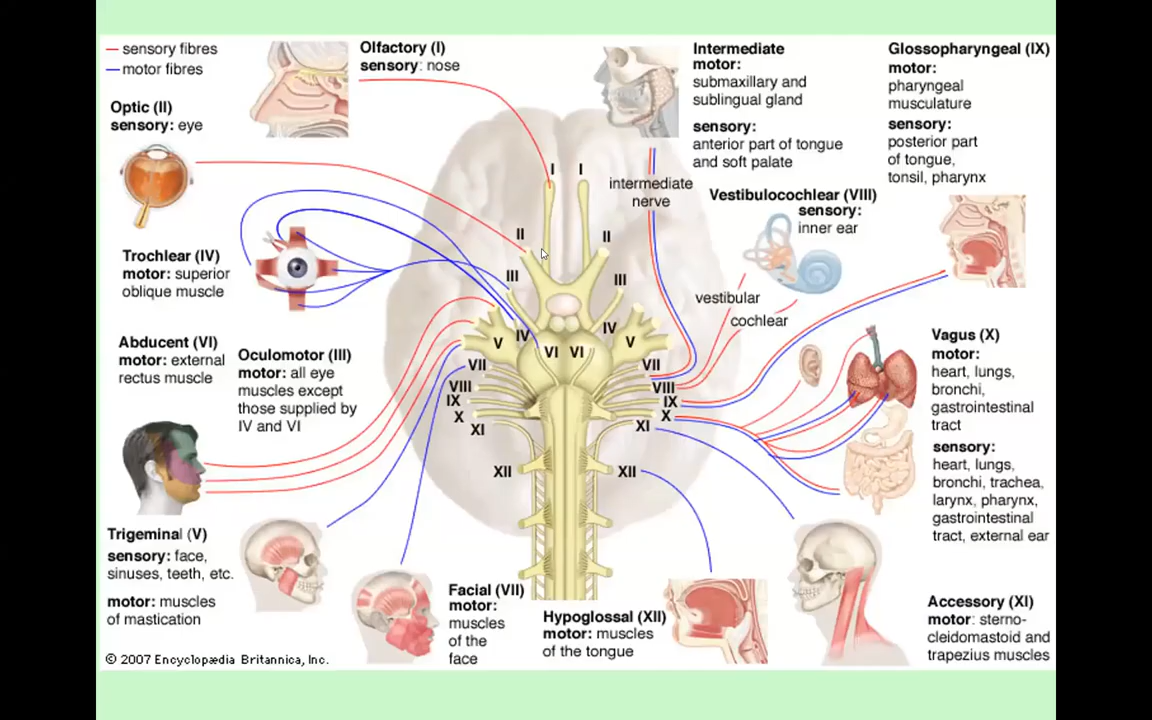 sensory fibres
motor fibres
Olfactory (I)
sensory: nose
Optic (II)
sensory: eye
Trochlear (IV)
motor: superior
oblique muscle
Abducent (VI)
motor: external
rectus muscle
Oculomotor (III)
motor: all eye
muscles except
those supplied by
IV and VI
Trigeminal (V)
sensory: face,
sinuses, teeth, etc.
motor: muscles
of mastication
Facial (VII)
motor:
muscles
of the
face
Hypoglossal (XII)
motor: muscles
of the tongue
Intermediate
motor:
submaxillary and
sublingual gland
sensory:
anterior part of tongue
and soft palate
intermediate
nerve
Glossopharyngeal (IX)
motor:
pharyngeal
musculature
sensory:
posterior part
of tongue,
tonsil, pharynx
Vestibulocochlear (VIII)
sensory:
inner ear
vestibular
cochlear
Vagus (X)
motor:
heart, lungs,
bronchi,
gastrointestinal
tract
sensory:
heart, lungs,
bronchi, trachea,
larynx, pharynx,
gastrointestinal
tract, external ear
Accessory (XI)
motor: sterno-
cleidomastoid and
trapezius muscles
I I
II II
III III
IV IV
V VI VI V
VII VII
VIII VIII
IX IX
X X
XI XI
XII XII
© 2007 Encyclopædia Britannica, Inc.